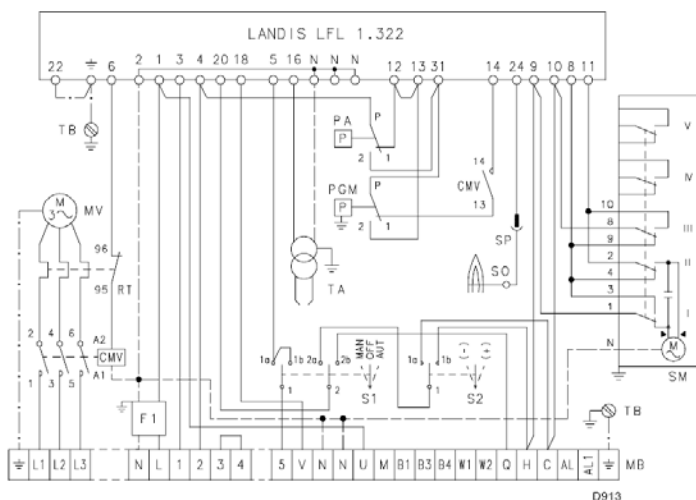 LANDIS LFL 1.322
22 6 2 1 3 4 20 18 5 16 N N N 12 13 31 14 24 9 10 8 11
TB
PA P P 2 1
PGM P P 2 1
14 CMV 13
SP
SO
TA
M 3 MV
96
95 RT
2 4 6 A2
CMV
1 3 5 A1
F1
1a 1b 2a 2b MAN OFF AUT
1 2 S1
1a 1b (-) (+)
1 S2
V
IV
10
8 III
9
2 II
4
3
1 I
N M
SM
TB
L1 L2 L3 N L 1 2 3 4 5 V N N U M B1 B3 B4 W1 W2 Q H C AL AL1 MB
D913